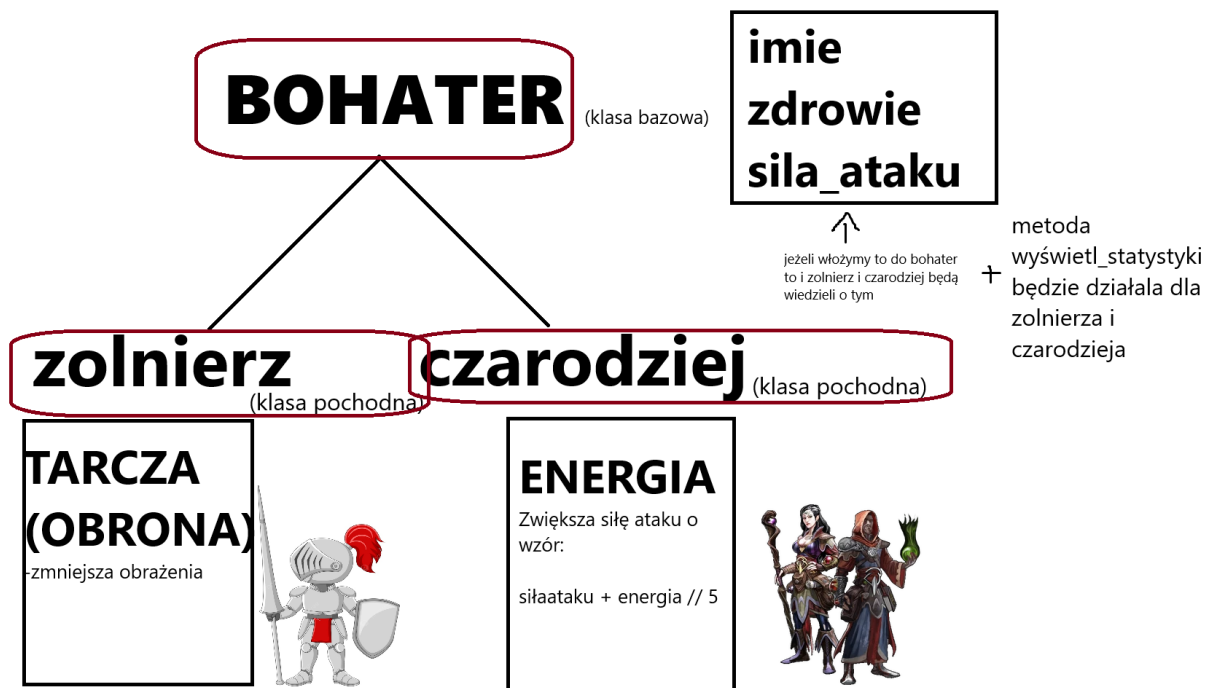 BOHATER
(klasa bazowa)
imie
zdrowie
sila_ataku
jeżeli włożymy to do bohater
to i zolnierz i czarodziej będą
wiedzieli o tym
+
metoda
wyświetl_statystyki
będzie działala dla
zolnierza i
czarodzieja
zolnierz
(klasa pochodna)
czarodziej
(klasa pochodna)
TARCZA
(OBRONA)
-zmniejsza obrażenia
ENERGIA
Zwiększa siłę ataku o
wzór:
siłaataku + energia // 5